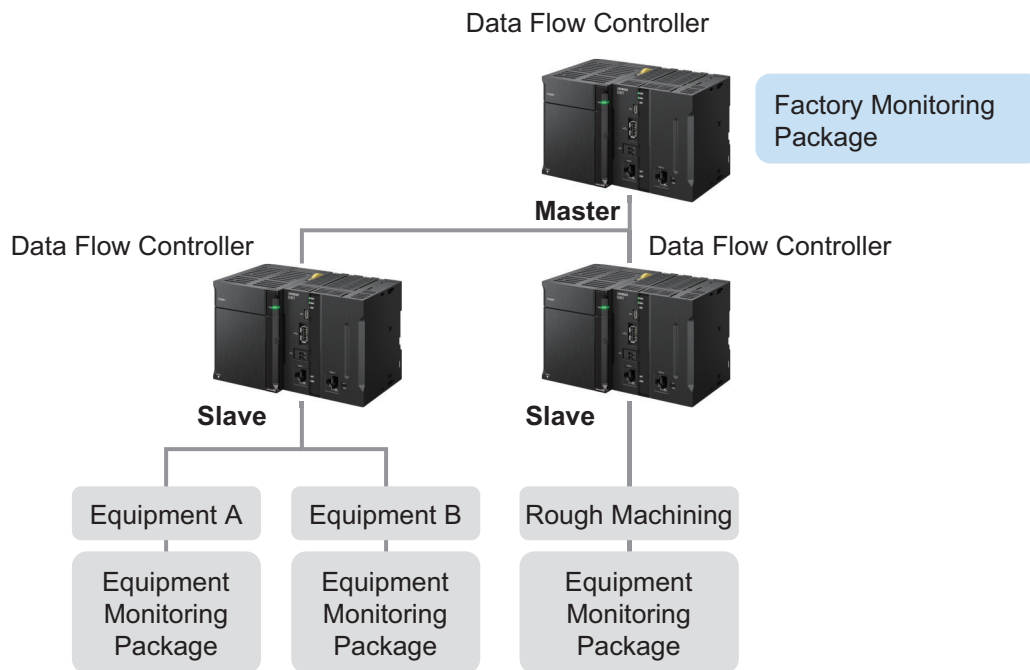 Data Flow Controller
Factory Monitoring
Package
Master
Data Flow Controller
Data Flow Controller
Slave
Slave
Equipment A
Equipment B
Rough Machining
Equipment
Monitoring
Package
Equipment
Monitoring
Package
Equipment
Monitoring
Package